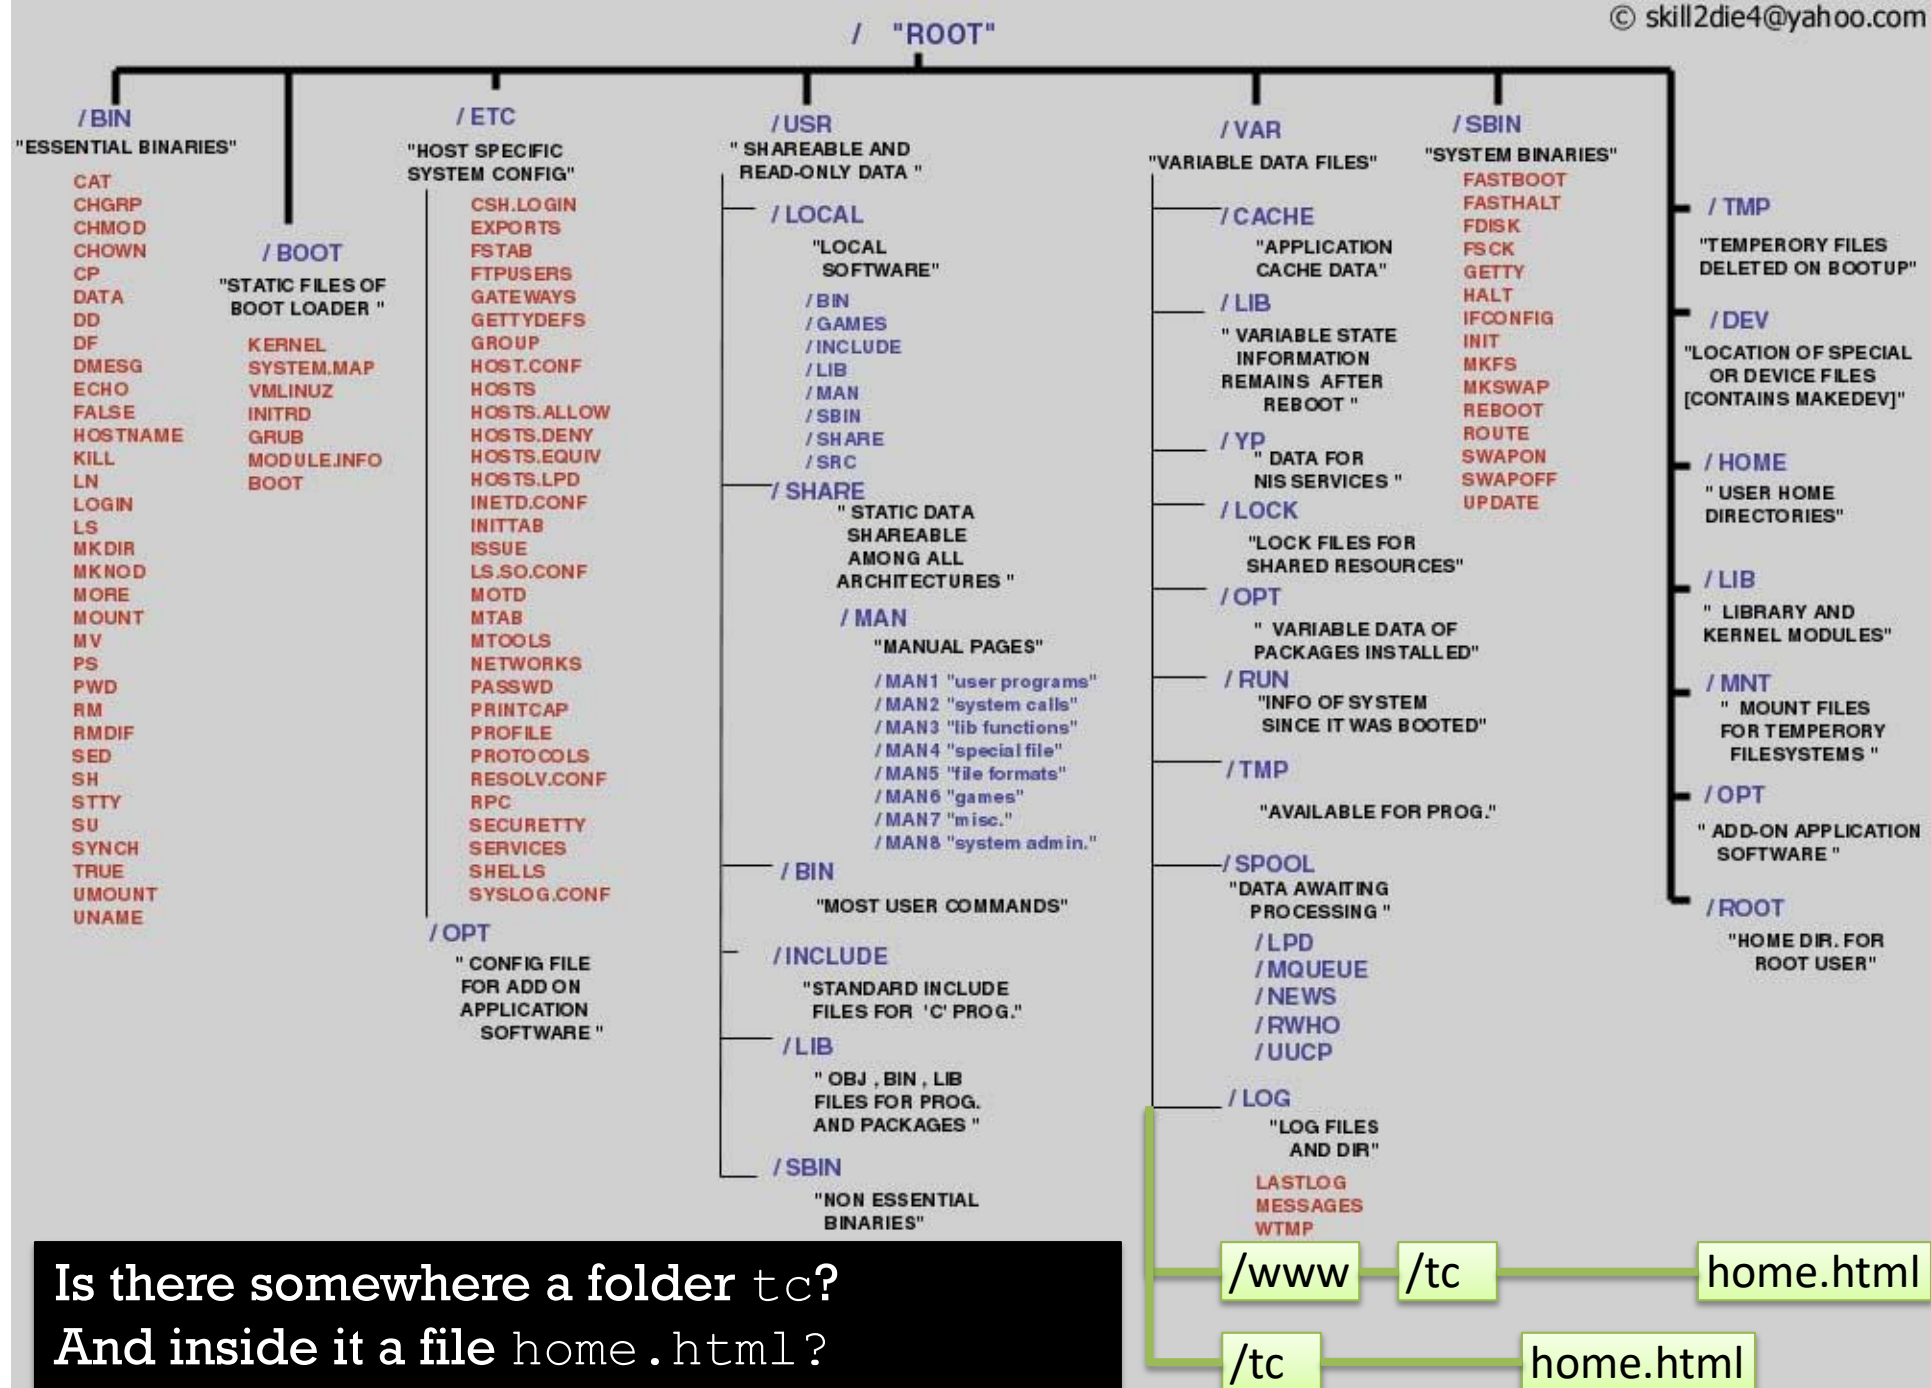 © skill2die4@yahoo.com
/ "ROOT"
/ BIN
"ESSENTIAL BINARIES"
CAT
CHGRP
CHMOD
CHOWN
CP
DATA
DD
DF
DMESG
ECHO
FALSE
HOSTNAME
KILL
LN
LOGIN
LS
MKDIR
MKNOD
MORE
MOUNT
MV
PS
PWD
RM
RMDIF
SED
SH
STTY
SU
SYNCH
TRUE
UMOUNT
UNAME
/ BOOT
"STATIC FILES OF
BOOT LOADER "
KERNEL
SYSTEM.MAP
VMLINUZ
INITRD
GRUB
MODULE.INFO
BOOT
/ ETC
"HOST SPECIFIC
SYSTEM CONFIG"
CSH.LOGIN
EXPORTS
FSTAB
FTPUSERS
GATEWAYS
GETTYDEFS
GROUP
HOST.CONF
HOSTS
HOSTS.ALLOW
HOSTS.DENY
HOSTS.EQUIV
HOSTS.LPD
INETD.CONF
INITTAB
ISSUE
LS.SO.CONF
MOTD
MTAB
MTOOLS
NETWORKS
PASSWD
PRINTCAP
PROFILE
PROTOCOLS
RESOLV.CONF
RPC
SECURETTY
SERVICES
SHELLS
SYSLOG.CONF
/ OPT
" CONFIG FILE
FOR ADD ON
APPLICATION
SOFTWARE "
/ USR
" SHAREABLE AND
READ-ONLY DATA "
/ LOCAL
"LOCAL
SOFTWARE"
/ BIN
/ GAMES
/ INCLUDE
/ LIB
/ MAN
/ SBIN
/ SHARE
/ SRC
/ SHARE
" STATIC DATA
SHAREABLE
AMONG ALL
ARCHITECTURES "
/ MAN
"MANUAL PAGES"
/ MAN1 "user programs"
/ MAN2 "system calls"
/ MAN3 "lib functions"
/ MAN4 "special file"
/ MAN5 "file formats"
/ MAN6 "games"
/ MAN7 "misc."
/ MAN8 "system admin."
/ BIN
"MOST USER COMMANDS"
/ INCLUDE
"STANDARD INCLUDE
FILES FOR 'C' PROG."
/ LIB
" OBJ , BIN , LIB
FILES FOR PROG.
AND PACKAGES "
/ SBIN
"NON ESSENTIAL
BINARIES"
/ VAR
"VARIABLE DATA FILES"
/ CACHE
"APPLICATION
CACHE DATA"
/ LIB
" VARIABLE STATE
INFORMATION
REMAINS AFTER
REBOOT "
/ YP
" DATA FOR
NIS SERVICES "
/ LOCK
"LOCK FILES FOR
SHARED RESOURCES"
/ OPT
" VARIABLE DATA OF
PACKAGES INSTALLED"
/ RUN
"INFO OF SYSTEM
SINCE IT WAS BOOTED"
/ TMP
"AVAILABLE FOR PROG."
/ SPOOL
"DATA AWAITING
PROCESSING "
/ LPD
/ MQUEUE
/ NEWS
/ RWHO
/ UUCP
/ LOG
"LOG FILES
AND DIR"
LASTLOG
MESSAGES
WTMP
/ SBIN
"SYSTEM BINARIES"
FASTBOOT
FASTHALT
FDISK
FSCK
GETTY
HALT
IFCONFIG
INIT
MKFS
MKSWAP
REBOOT
ROUTE
SWAPON
SWAPOFF
UPDATE
/ TMP
"TEMPERORY FILES
DELETED ON BOOTUP"
/ DEV
"LOCATION OF SPECIAL
OR DEVICE FILES
[CONTAINS MAKEDEV]"
/ HOME
" USER HOME
DIRECTORIES"
/ LIB
" LIBRARY AND
KERNEL MODULES"
/ MNT
" MOUNT FILES
FOR TEMPERORY
FILESYSTEMS "
/ OPT
" ADD-ON APPLICATION
SOFTWARE "
/ ROOT
"HOME DIR. FOR
ROOT USER"
/www /tc home.html
/tc home.html
Is there somewhere a folder tc?
And inside it a file home.html?